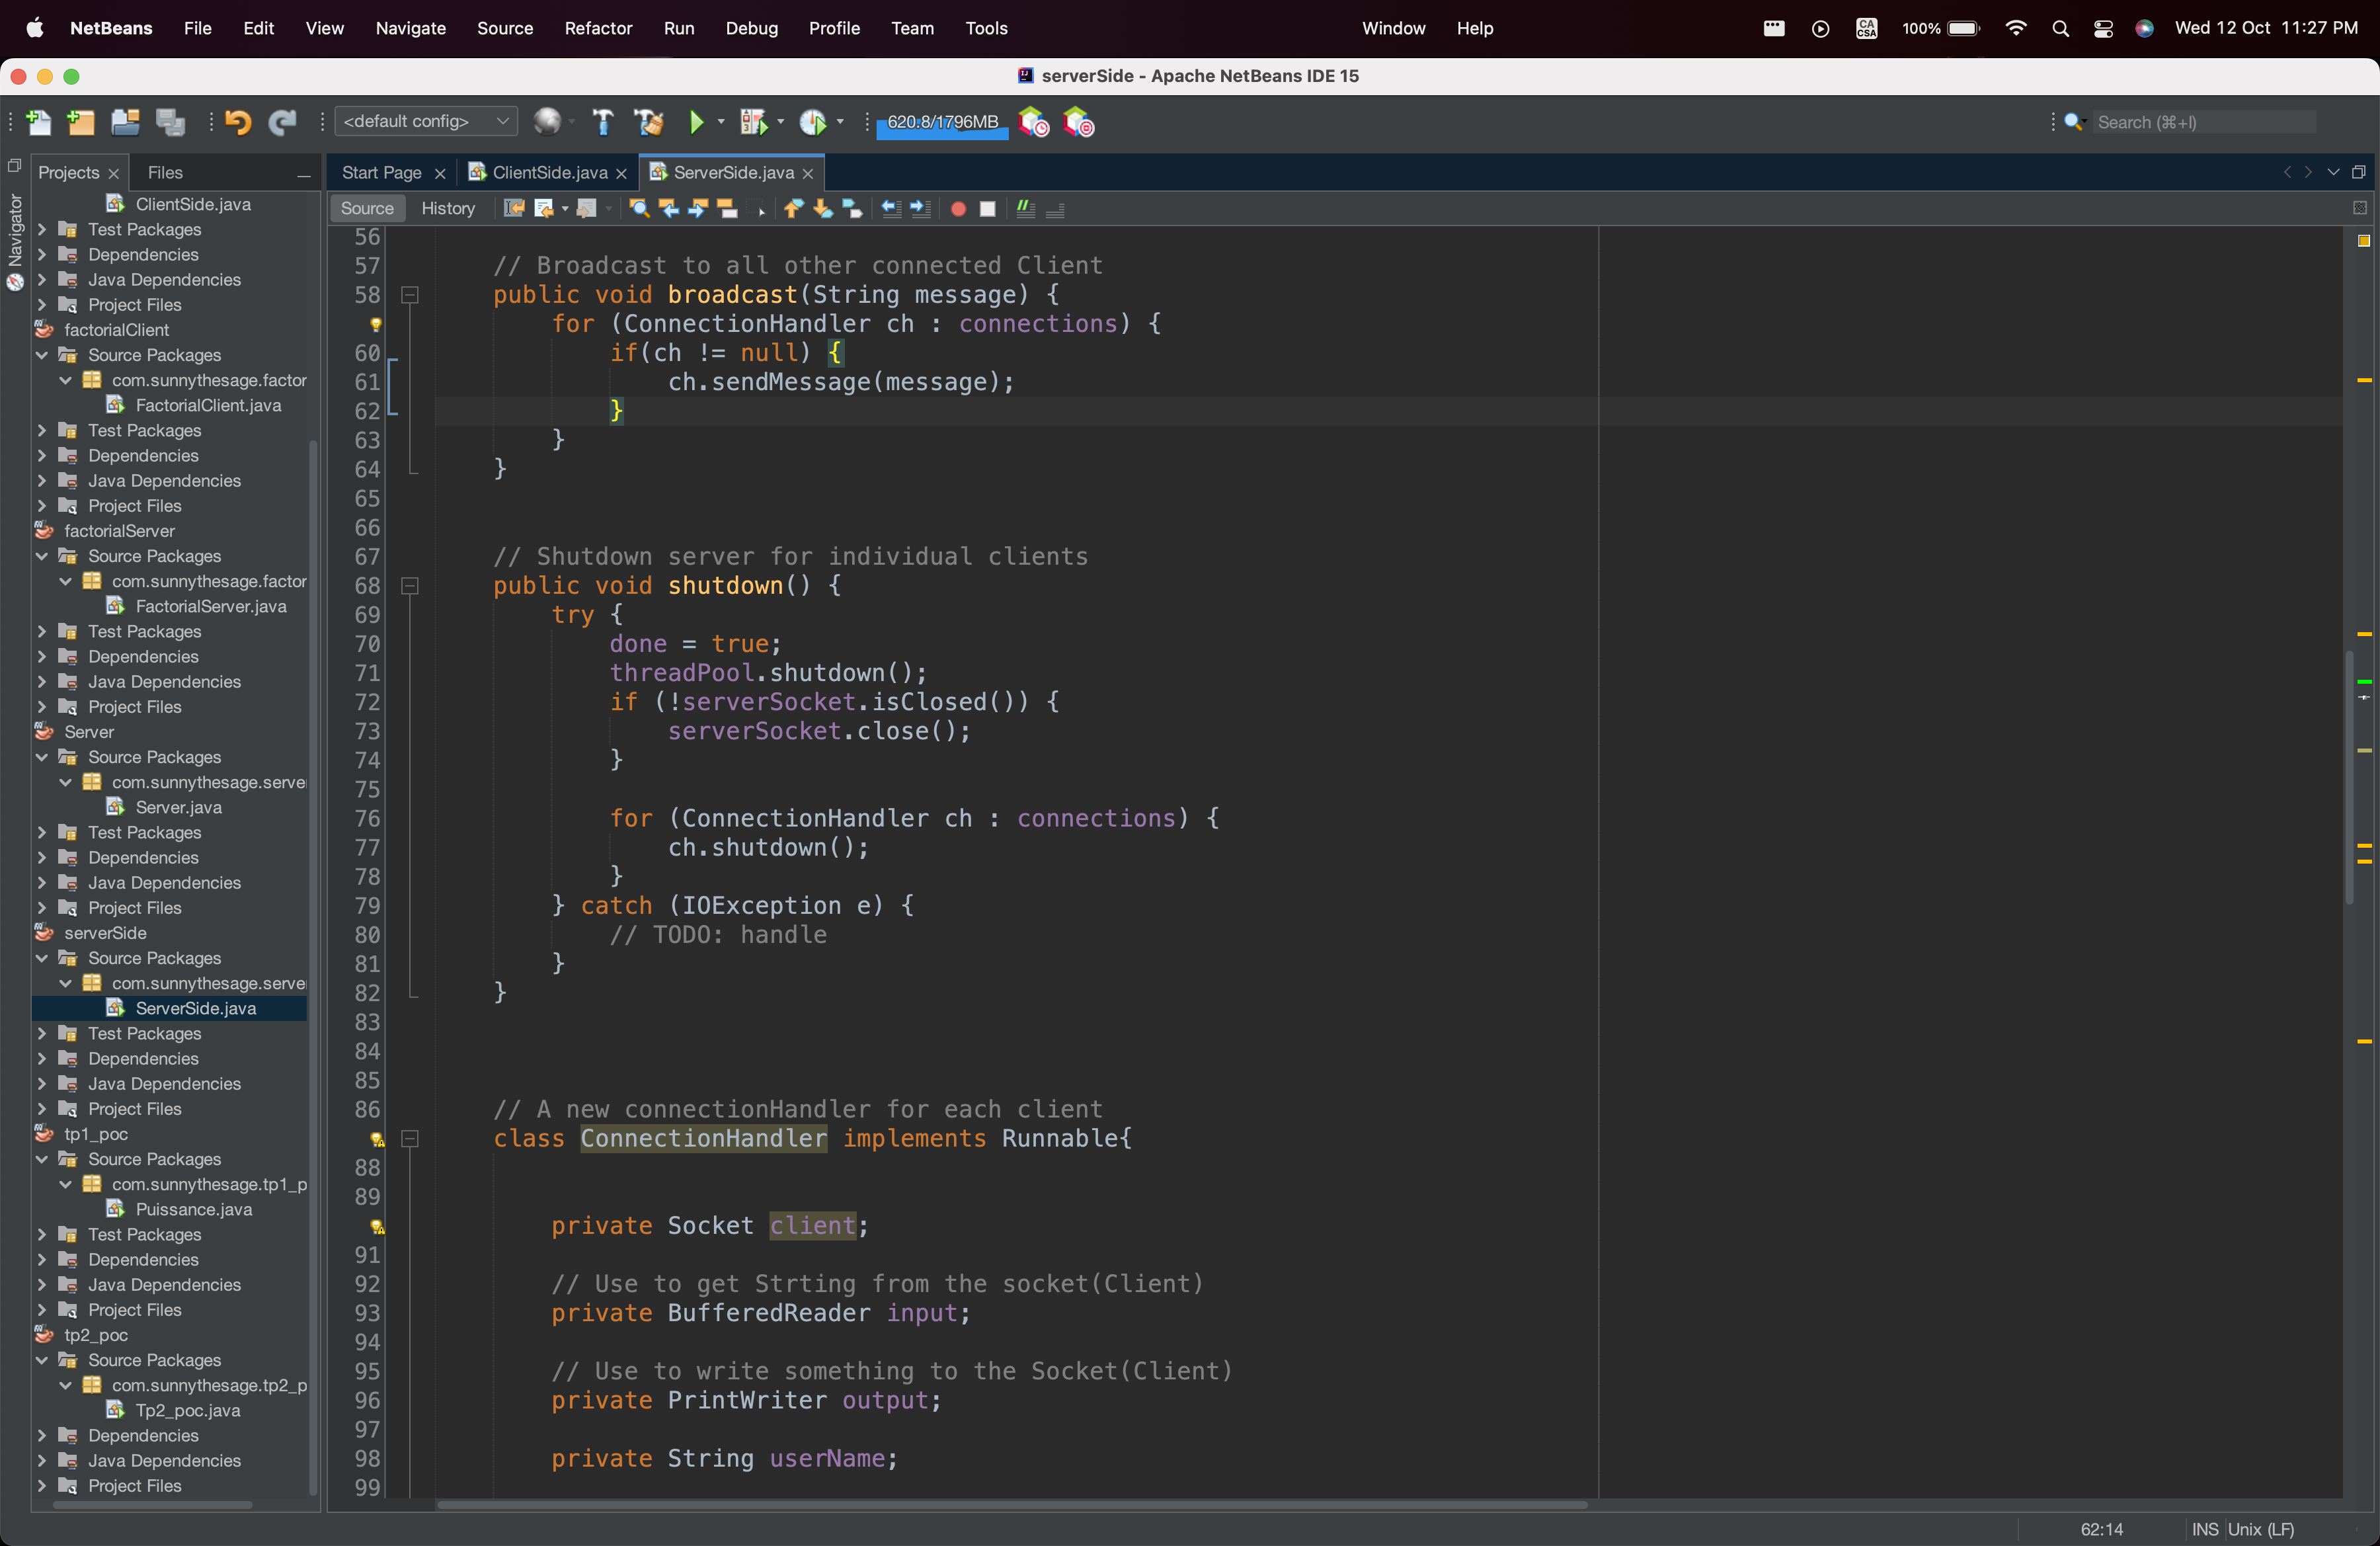 NetBeans File Edit View Navigate Source Refactor Run Debug Profile Team Tools Window Help CA CSA 100% Wed 12 Oct 11:27 PM
serverSide - Apache NetBeans IDE 15
<default config> 620.8/1796MB Search (⌘+I)
Projects Files Start Page ClientSide.java ServerSide.java
Source History
Navigator
ClientSide.java
Test Packages
Dependencies
Java Dependencies
Project Files
factorialClient
Source Packages
com.sunnythesage.factor
FactorialClient.java
Test Packages
Dependencies
Java Dependencies
Project Files
factorialServer
Source Packages
com.sunnythesage.factor
FactorialServer.java
Test Packages
Dependencies
Java Dependencies
Project Files
Server
Source Packages
com.sunnythesage.serve
Server.java
Test Packages
Dependencies
Java Dependencies
Project Files
serverSide
Source Packages
com.sunnythesage.serve
ServerSide.java
Test Packages
Dependencies
Java Dependencies
Project Files
tp1_poc
Source Packages
com.sunnythesage.tp1_p
Puissance.java
Test Packages
Dependencies
Java Dependencies
Project Files
tp2_poc
Source Packages
com.sunnythesage.tp2_p
Tp2_poc.java
Dependencies
Java Dependencies
Project Files
56
57 // Broadcast to all other connected Client
58 public void broadcast(String message) {
for (ConnectionHandler ch : connections) {
60 if(ch != null) {
61 ch.sendMessage(message);
62 }
63 }
64 }
65
66
67 // Shutdown server for individual clients
68 public void shutdown() {
69 try {
70 done = true;
71 threadPool.shutdown();
72 if (!serverSocket.isClosed()) {
73 serverSocket.close();
74 }
75
76 for (ConnectionHandler ch : connections) {
77 ch.shutdown();
78 }
79 } catch (IOException e) {
80 // TODO: handle
81 }
82 }
83
84
85
86 // A new connectionHandler for each client
class ConnectionHandler implements Runnable{
88
89
private Socket client;
91
92 // Use to get Strting from the socket(Client)
93 private BufferedReader input;
94
95 // Use to write something to the Socket(Client)
96 private PrintWriter output;
97
98 private String userName;
99
62:14 INS Unix (LF)